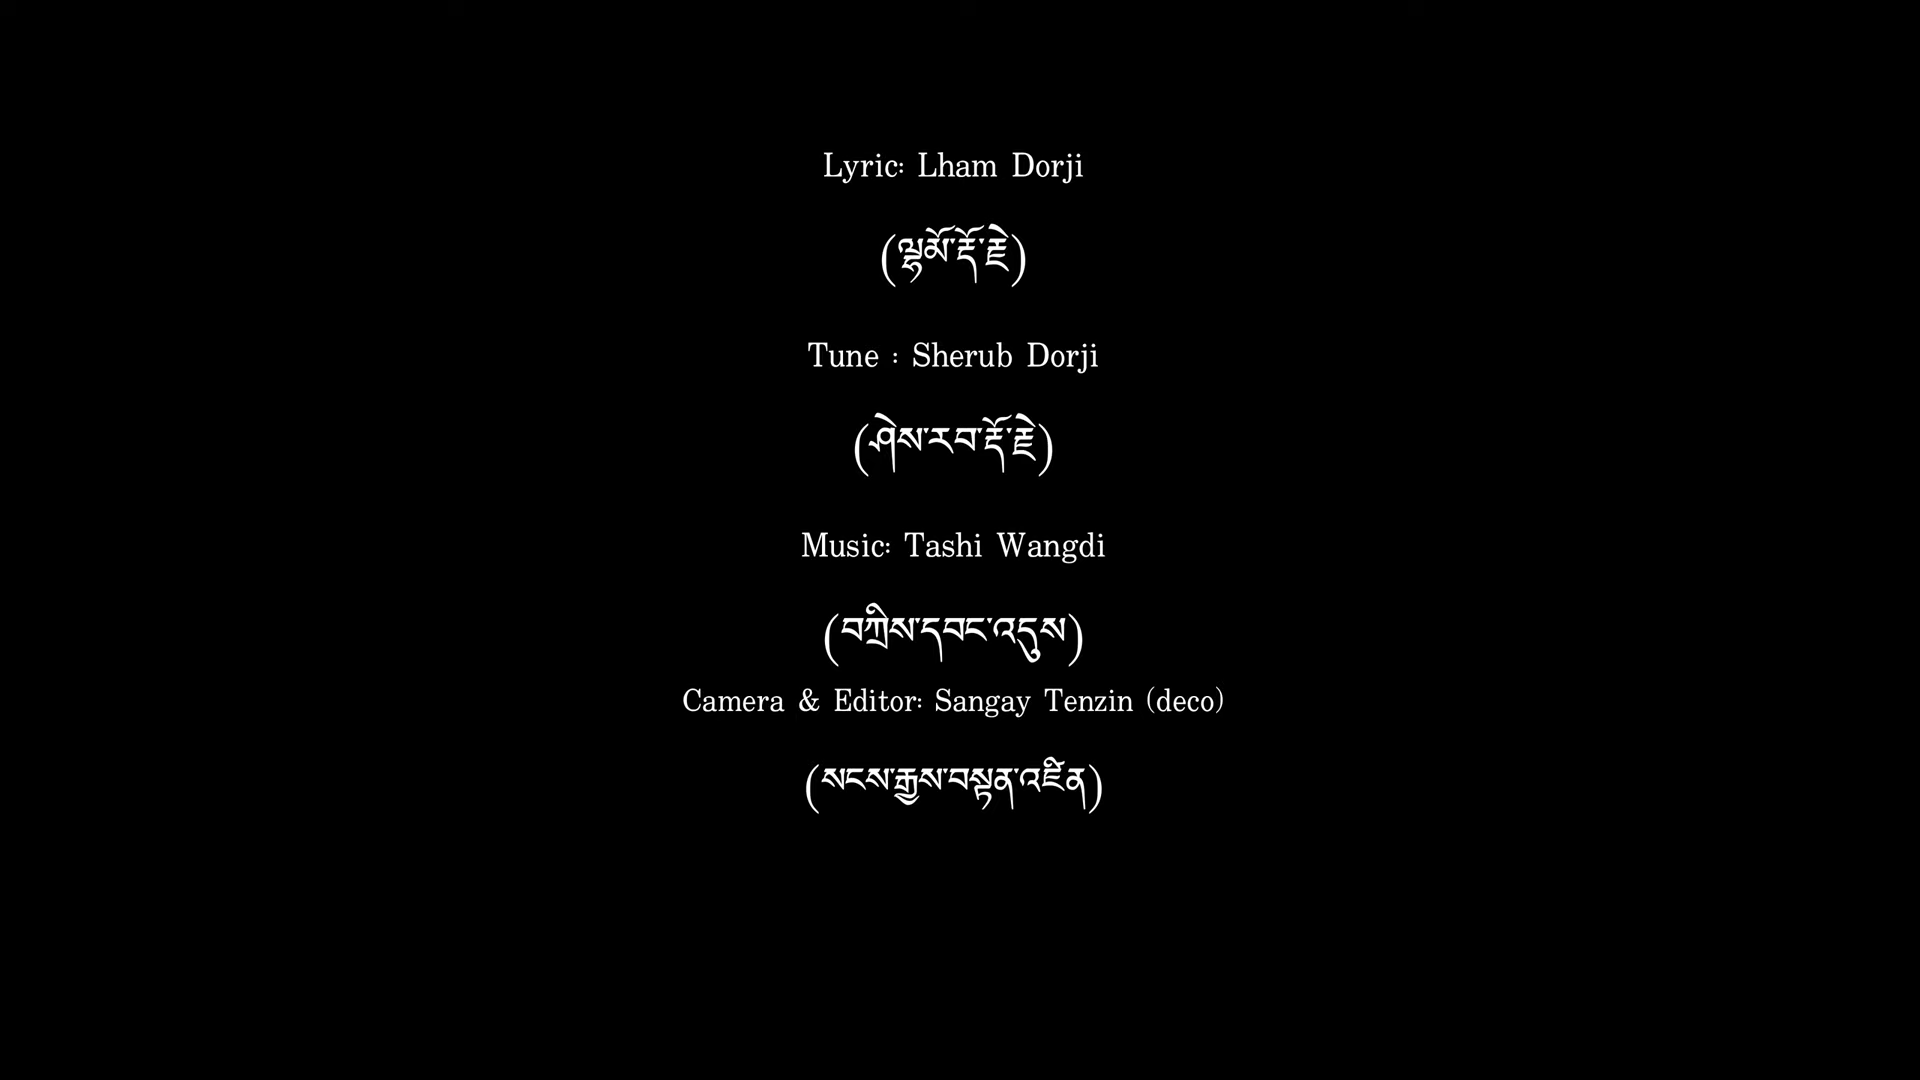 Lyric: Lham Dorji
(ལྷམོ་རྡོ་རྗེ)
Tune : Sherub Dorji
(ཤེས་རབ་རྡོ་རྗེ)
Music: Tashi Wangdi
(བཀྲིས་དབང་འདུས)
Camera & Editor: Sangay Tenzin (deco)
(སངས་རྒྱས་བསྟན་འཛིན)